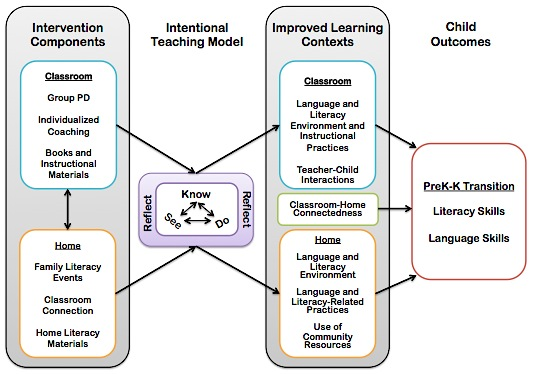 Intervention
Components
Classroom
Group PD
Individualized
Coaching
Books and
Instructional
Materials
Home
Family Literacy
Events
Classroom
Connection
Home Literacy
Materials
Intentional
Teaching Model
Reflect
Know
See
Do
Reflect
Improved Learning
Contexts
Classroom
Language and
Literacy
Environment and
Instructional
Practices
Teacher-Child
Interactions
Classroom-Home
Connectedness
Home
Language and
Literacy
Environment
Language and
Literacy-Related
Practices
Use of
Community
Resources
Child
Outcomes
PreK-K Transition
Literacy Skills
Language Skills